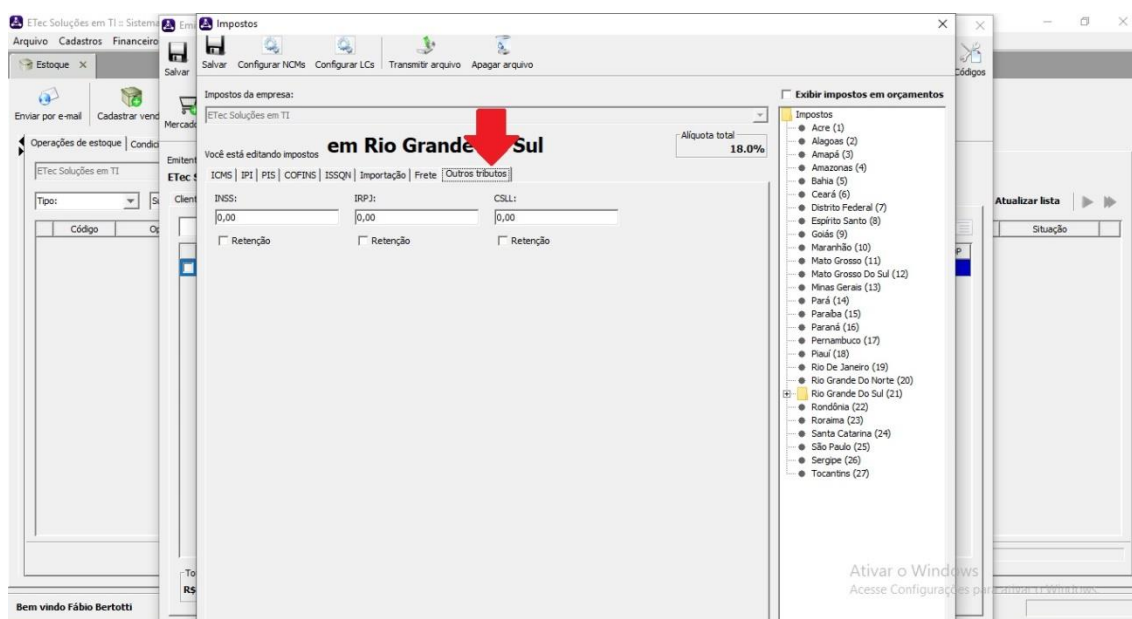 ETec Soluções em TI :: Sistema
Arquivo Cadastros Financeiro
Estoque X
Enviar por e-mail Cadastrar vend
Operações de estoque Condici
ETec Soluções em TI
Tipo:
Código Op
Salvar
Mercado
Emitent
ETec S
Client
To
R$
Impostos
Salvar Configurar NCMs Configurar LCs Transmitir arquivo Apagar arquivo
Impostos da empresa:
ETec Soluções em TI
Você está editando impostos em Rio Grande Sul
Alíquota total
18.0%
ICMS IPI PIS COFINS ISSQN Importação Frete Outros tributos
INSS: IRPJ: CSLL:
0,00 0,00 0,00
Retenção Retenção Retenção
Exibir impostos em orçamentos
Impostos
Acre (1)
Alagoas (2)
Amapá (3)
Amazonas (4)
Bahia (5)
Ceará (6)
Distrito Federal (7)
Espírito Santo (8)
Goiás (9)
Maranhão (10)
Mato Grosso (11)
Mato Grosso Do Sul (12)
Minas Gerais (13)
Pará (14)
Paraíba (15)
Paraná (16)
Pernambuco (17)
Piauí (18)
Rio De Janeiro (19)
Rio Grande Do Norte (20)
Rio Grande Do Sul (21)
Rondônia (22)
Roraima (23)
Santa Catarina (24)
São Paulo (25)
Sergipe (26)
Tocantins (27)
Códigos
Atualizar lista
Situação
Ativar o Windows
Acesse Configurações para ativar o Windows.
Bem vindo Fábio Bertotti